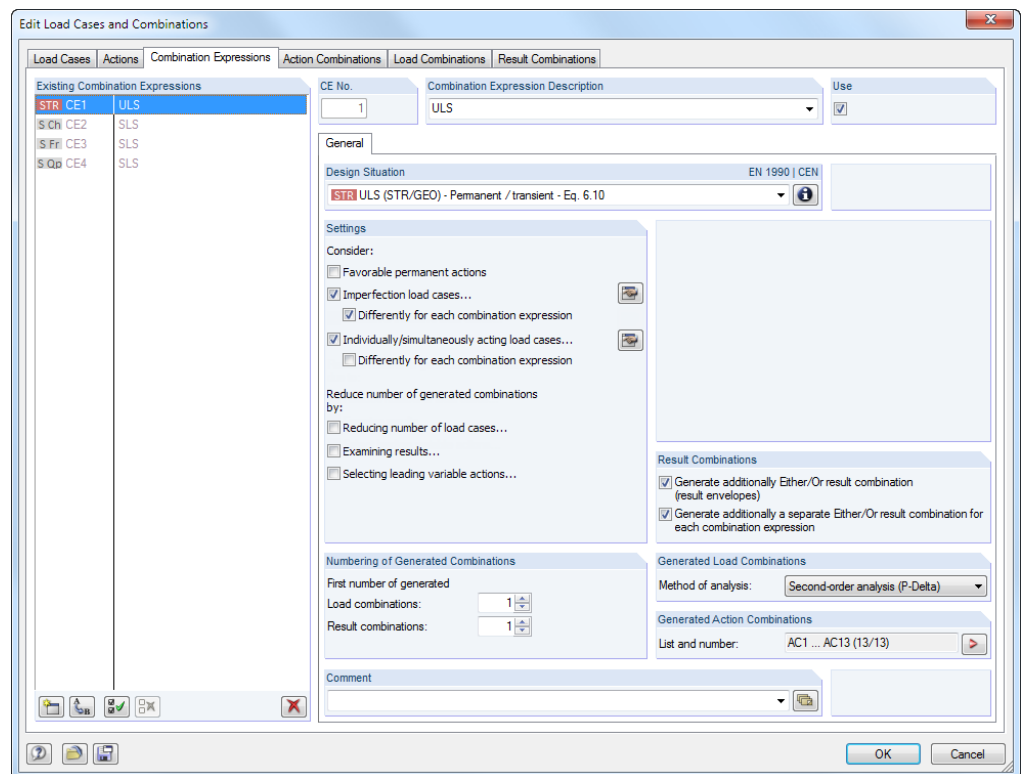 Edit Load Cases and Combinations
Load Cases Actions Combination Expressions Action Combinations Load Combinations Result Combinations
Existing Combination Expressions
STR CE1 ULS
S Ch CE2 SLS
S Fr CE3 SLS
S Qp CE4 SLS
CE No.
1
Combination Expression Description
ULS
Use
General
Design Situation EN 1990 | CEN
STR ULS (STR/GEO) - Permanent / transient - Eq. 6.10
Settings
Consider:
Favorable permanent actions
Imperfection load cases...
Differently for each combination expression
Individually/simultaneously acting load cases...
Differently for each combination expression
Reduce number of generated combinations
by:
Reducing number of load cases...
Examining results...
Selecting leading variable actions...
Result Combinations
Generate additionally Either/Or result combination
(result envelopes)
Generate additionally a separate Either/Or result combination for
each combination expression
Numbering of Generated Combinations
First number of generated
Load combinations: 1
Result combinations: 1
Generated Load Combinations
Method of analysis: Second-order analysis (P-Delta)
Generated Action Combinations
List and number: AC1 ... AC13 (13/13)
Comment
OK Cancel